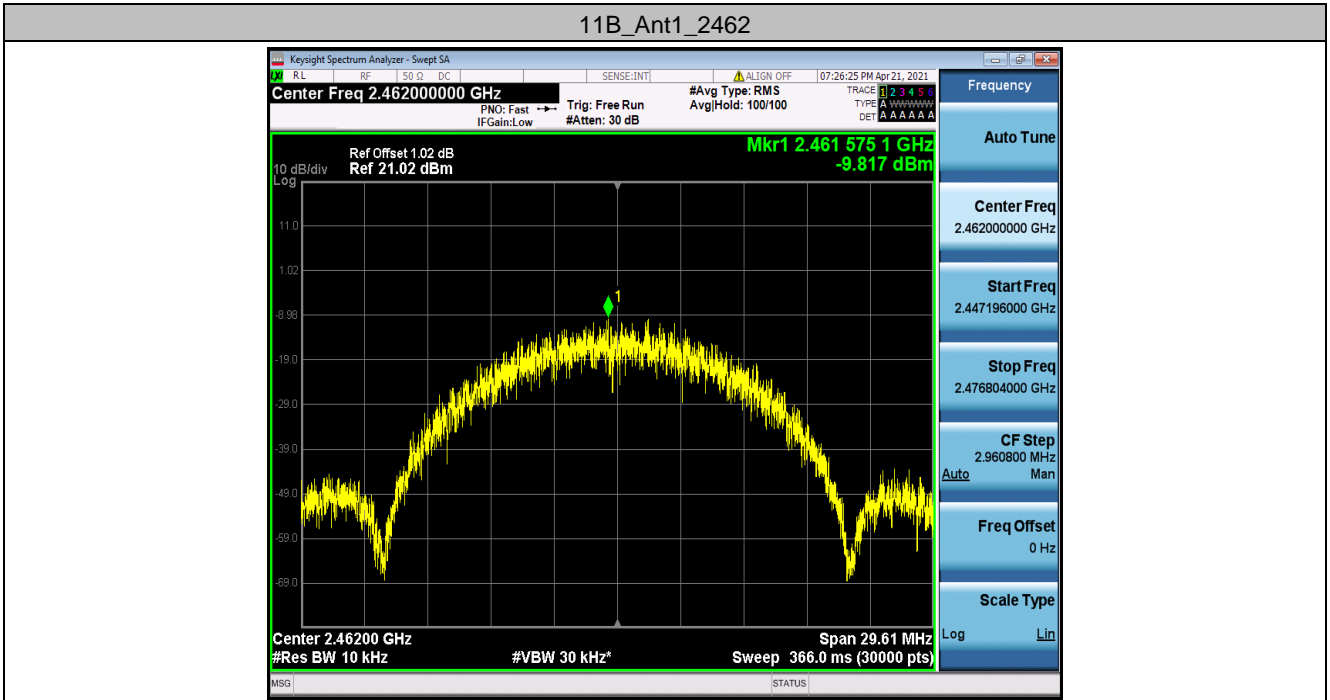 11B_Ant1_2462
Keysight Spectrum Analyzer - Swept SA
LXI RL RF 50 Ω DC SENSE:INT ALIGN OFF 07:26:25 PM Apr 21, 2021
Center Freq 2.462000000 GHz #Avg Type: RMS TRACE 1 2 3 4 5 6
PNO: Fast Trig: Free Run Avg|Hold: 100/100 TYPE A WWWWW
IFGain:Low #Atten: 30 dB DET A A A A A A
Frequency
Auto Tune
Mkr1 2.461 575 1 GHz
-9.817 dBm
Ref Offset 1.02 dB
10 dB/div Ref 21.02 dBm
Log
11.0
1.02
-8.98
-19.0
-29.0
-39.0
-49.0
-59.0
-69.0
1
Center 2.46200 GHz Span 29.61 MHz
#Res BW 10 kHz #VBW 30 kHz* Sweep 366.0 ms (30000 pts)
Center Freq
2.462000000 GHz
Start Freq
2.447196000 GHz
Stop Freq
2.476804000 GHz
CF Step
2.960800 MHz
Auto Man
Freq Offset
0 Hz
Scale Type
Log Lin
MSG STATUS